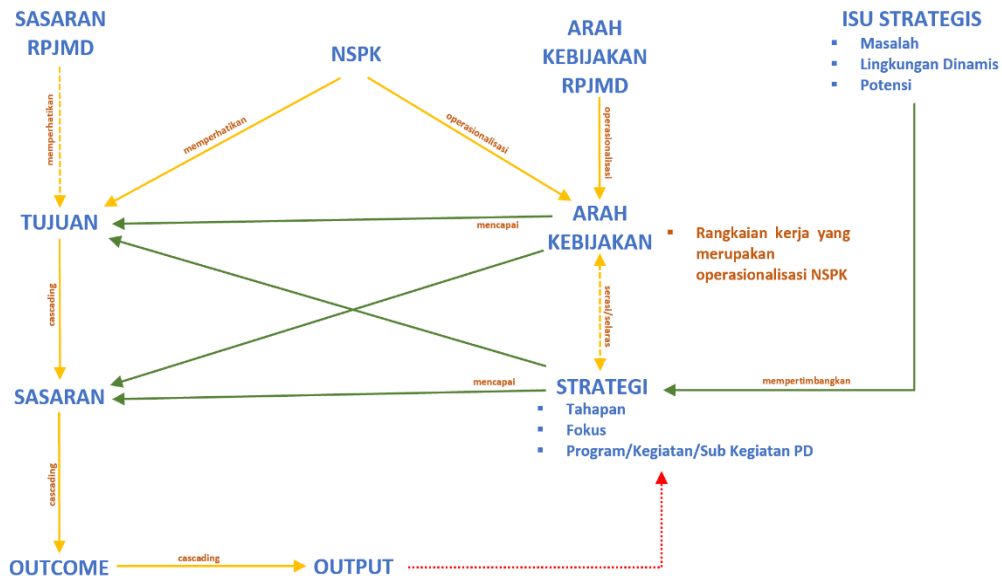 SASARAN
RPJMD
NSPK
ARAH
KEBIJAKAN
RPJMD
ISU STRATEGIS
▪ Masalah
▪ Lingkungan Dinamis
▪ Potensi
memperhatikan
memperhatikan
operasionalisasi
operasionalisasi
TUJUAN
mencapai
ARAH
KEBIJAKAN
▪ Rangkaian kerja yang
merupakan
operasionalisasi NSPK
cascading
serasi/selaras
SASARAN
mencapai
STRATEGI
▪ Tahapan
▪ Fokus
▪ Program/Kegiatan/Sub Kegiatan PD
mempertimbangkan
cascading
OUTCOME
cascading
OUTPUT